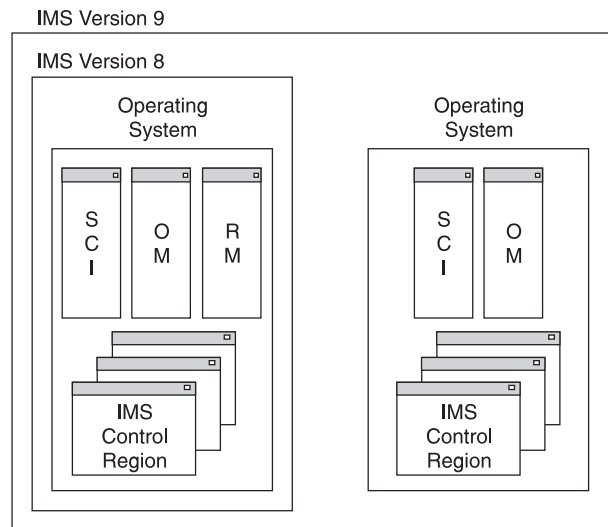 IMS Version 9
IMS Version 8
Operating
System
S
C
I
O
M
R
M
IMS
Control
Region
Operating
System
S
C
I
O
M
IMS
Control
Region